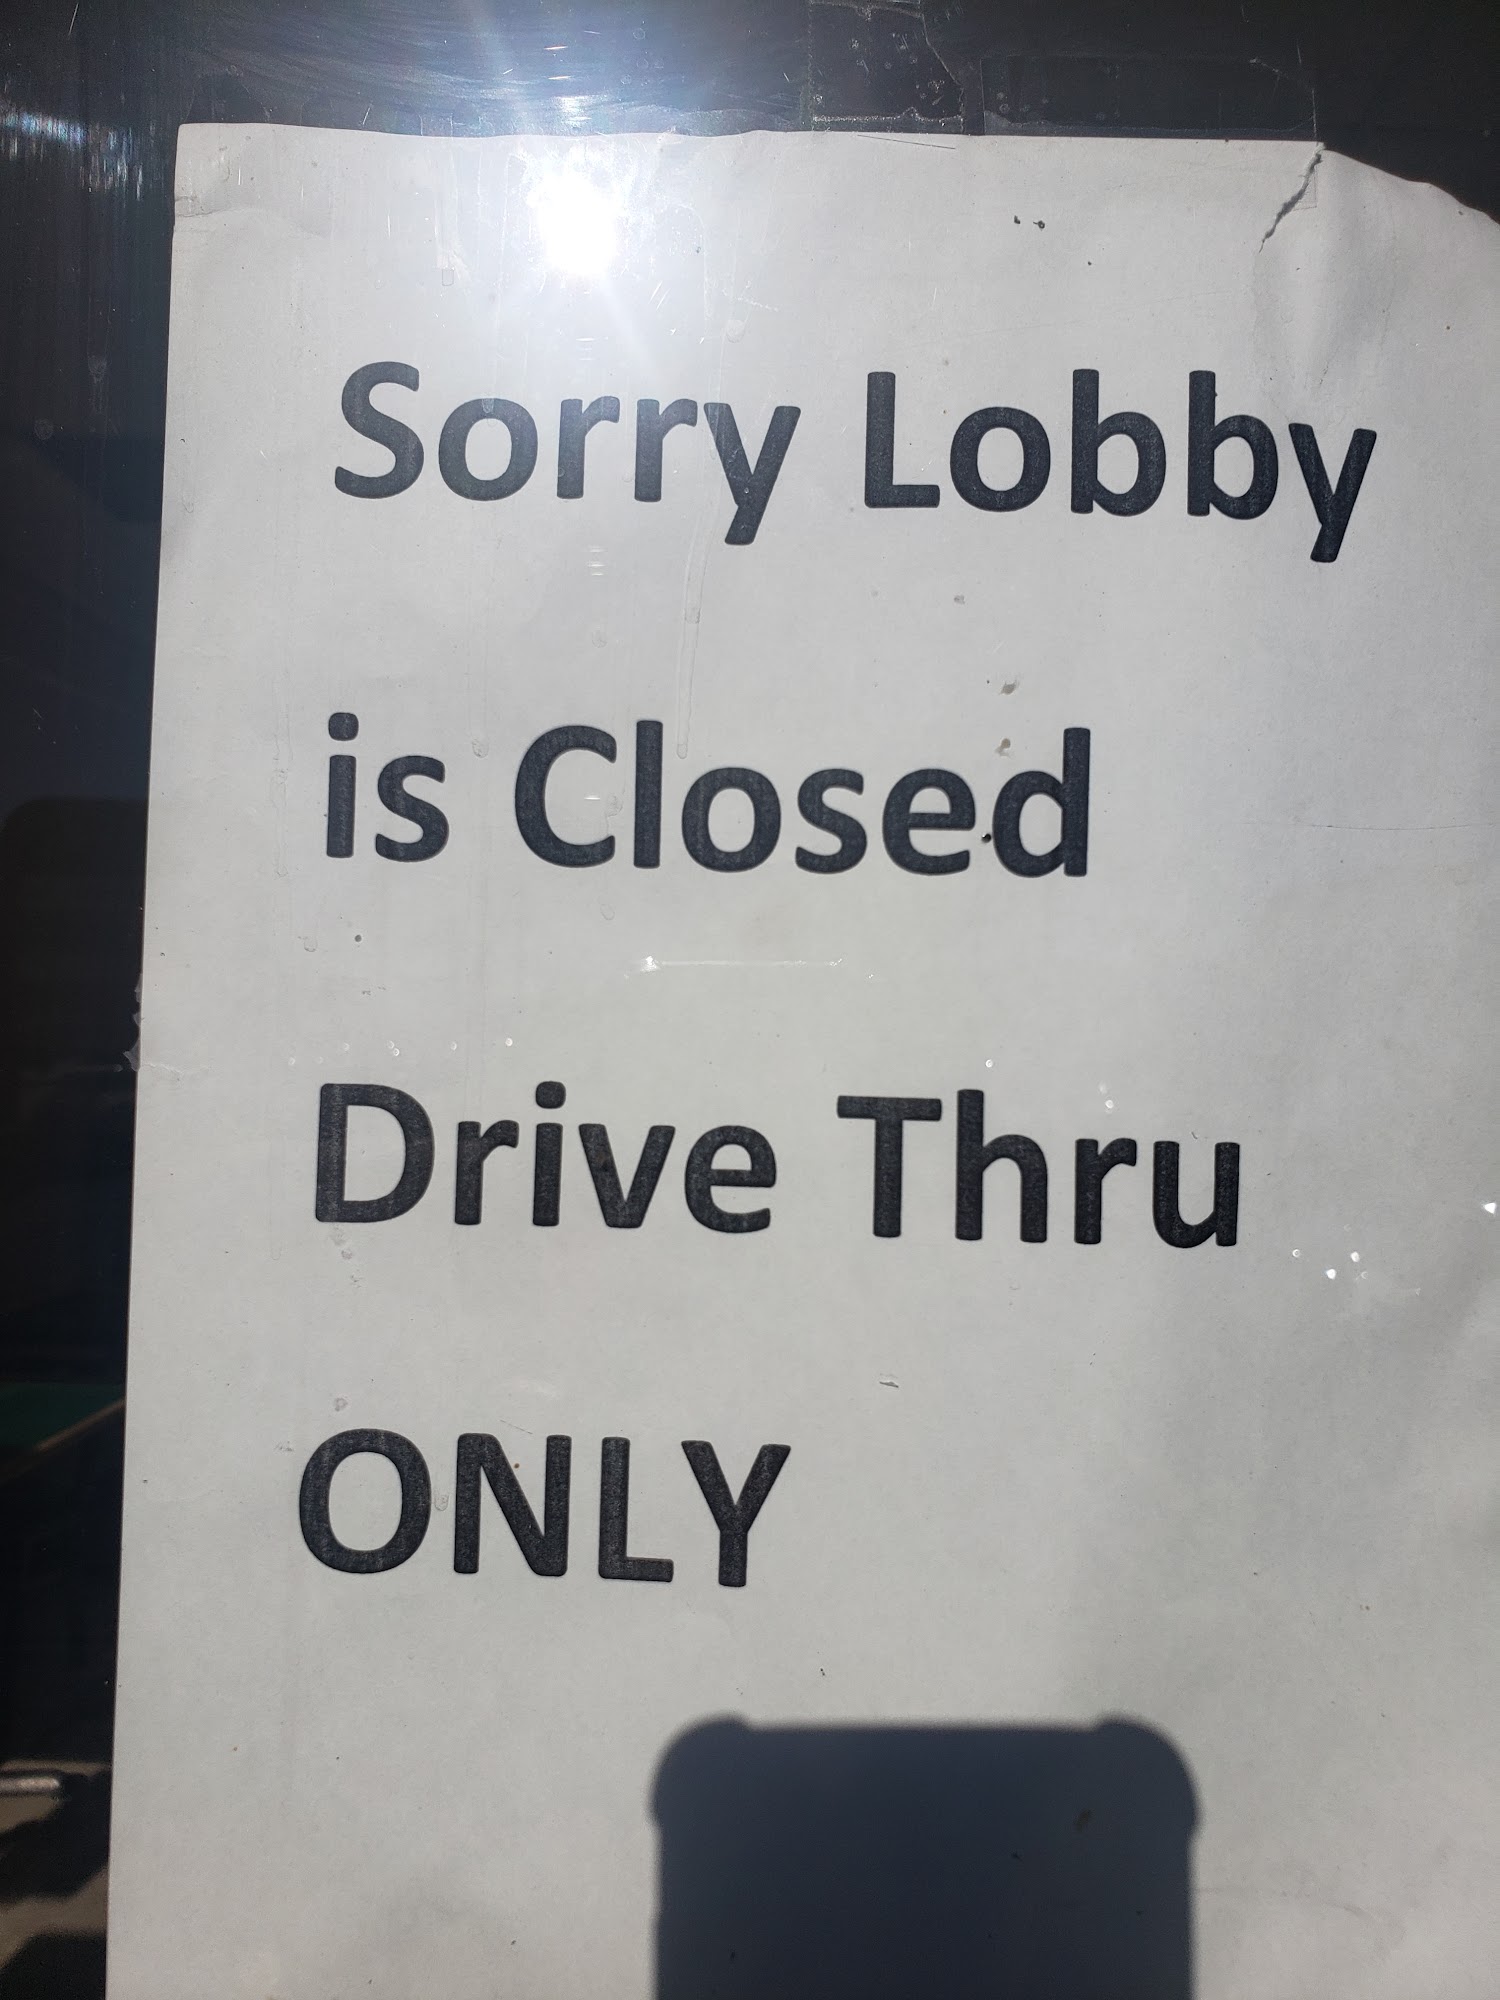 Sorry Lobby
is Closed
Drive Thru
ONLY